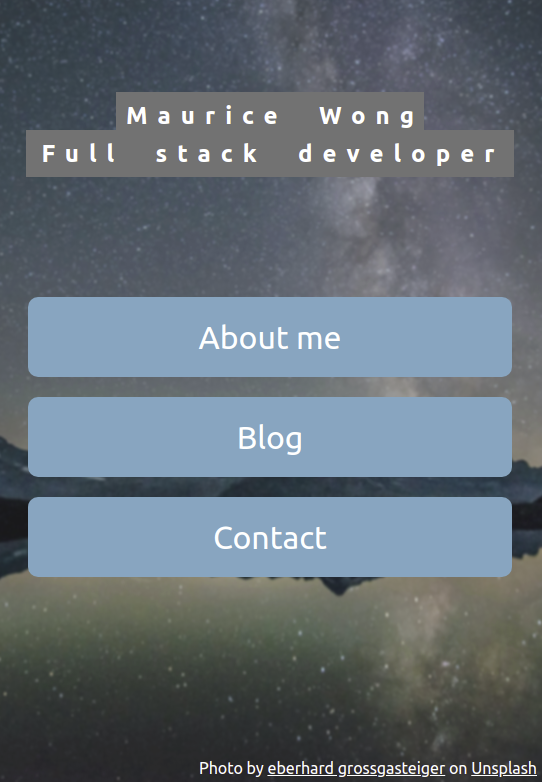 Maurice Wong
Full stack developer
About me
Blog
Contact
Photo by eberhard grossgasteiger on Unsplash